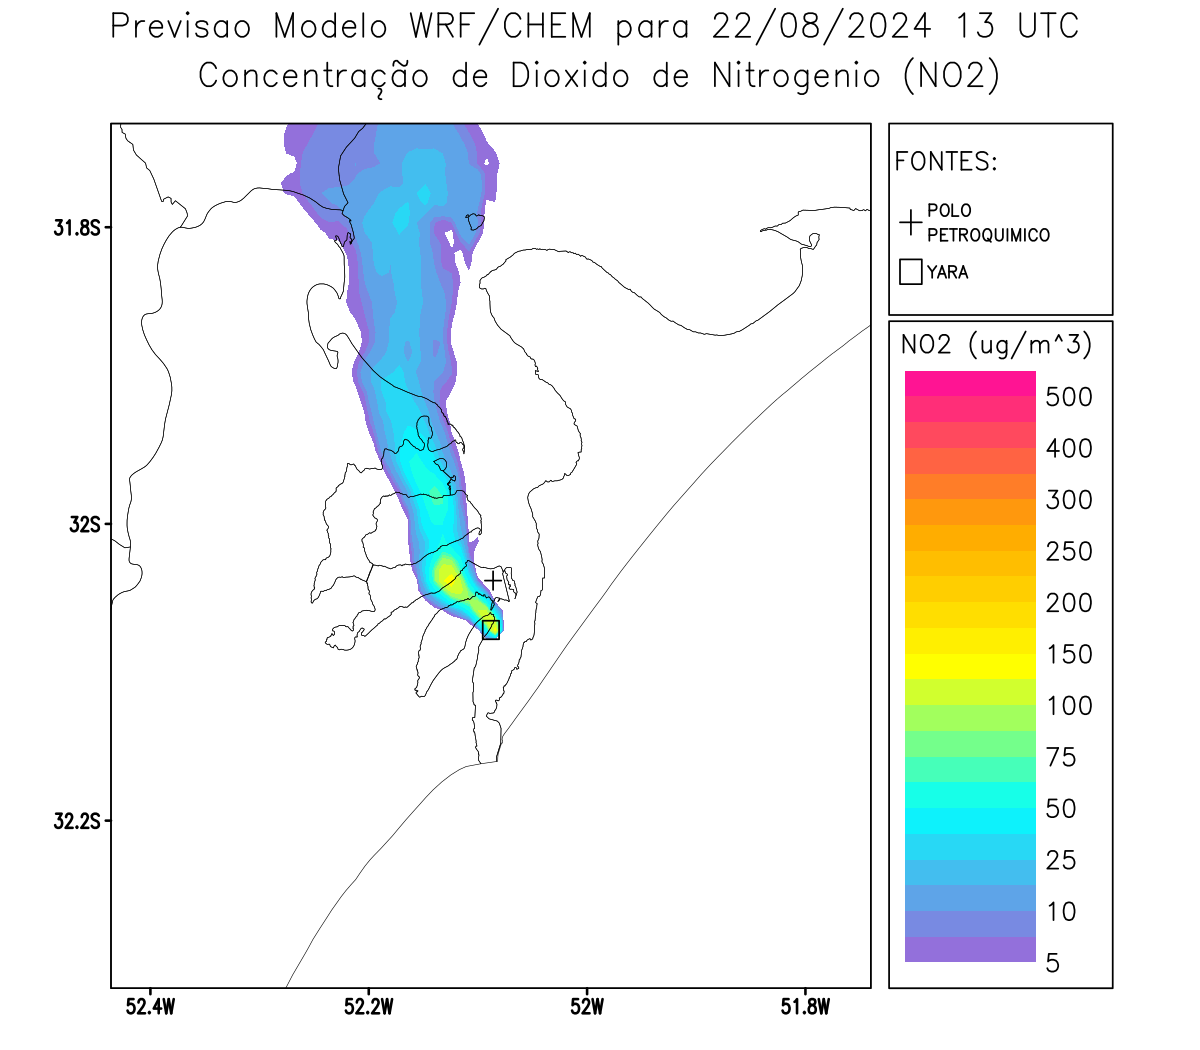 Previsao Modelo WRF/CHEM para 22/08/2024 13 UTC
Concentração de Dioxido de Nitrogenio (NO2)
FONTES:
POLO
PETROQUIMICO
YARA
NO2 (ug/m^3)
500
400
300
250
200
150
100
75
50
25
10
5
31.8S
32S
32.2S
52.4W
52.2W
52W
51.8W